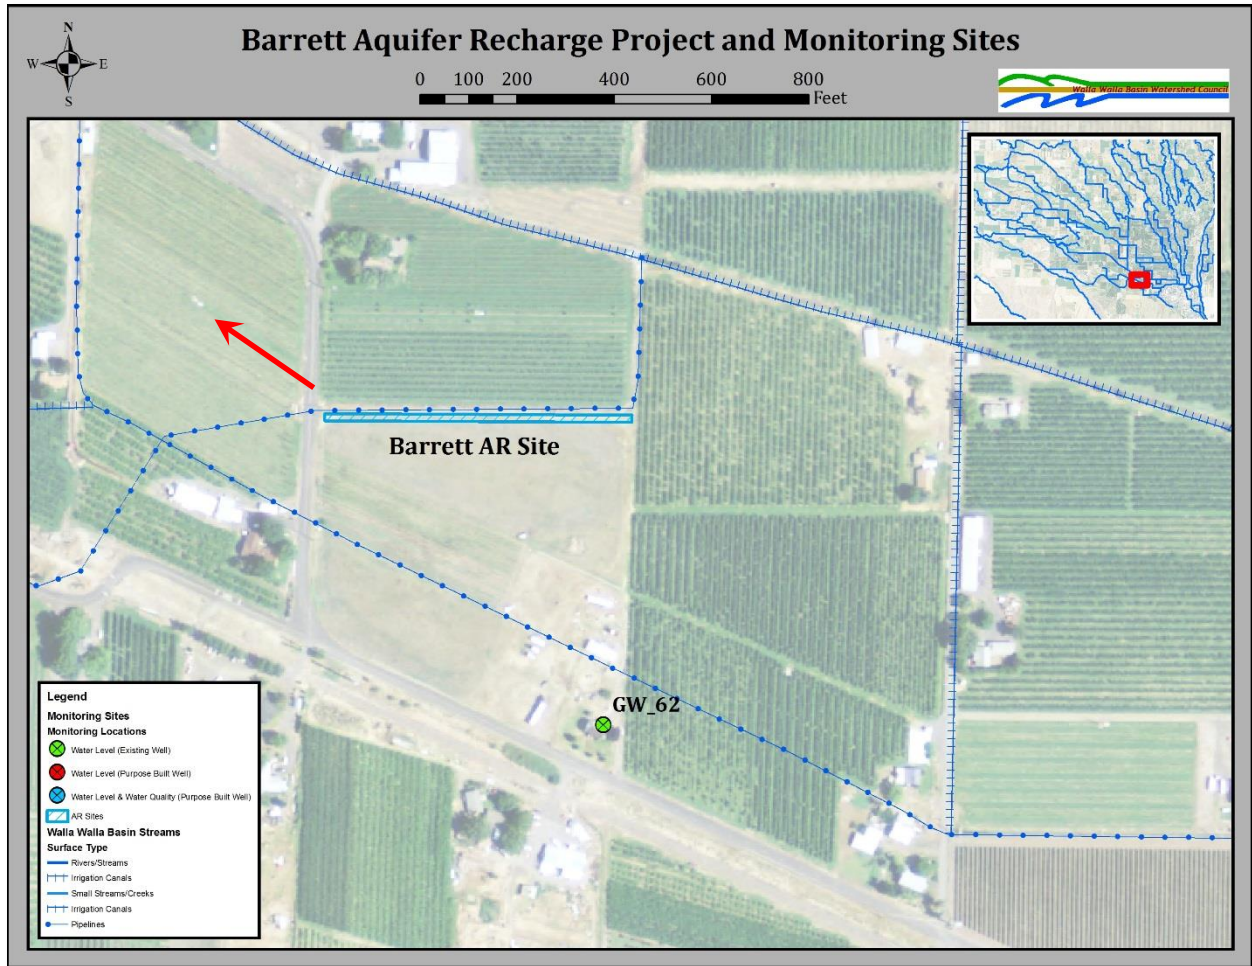 Barrett Aquifer Recharge Project and Monitoring Sites
N
W E
S
0 100 200 400 600 800
Feet
Walla Walla Basin Watershed Council
Barrett AR Site
GW_62
Legend
Monitoring Sites
Monitoring Locations
Water Level (Existing Well)
Water Level (Purpose Built Well)
Water Level & Water Quality (Purpose Built Well)
AR Sites
Walla Walla Basin Streams
Surface Type
Rivers/Streams
Irrigation Canals
Small Streams/Creeks
Irrigation Canals
Pipelines